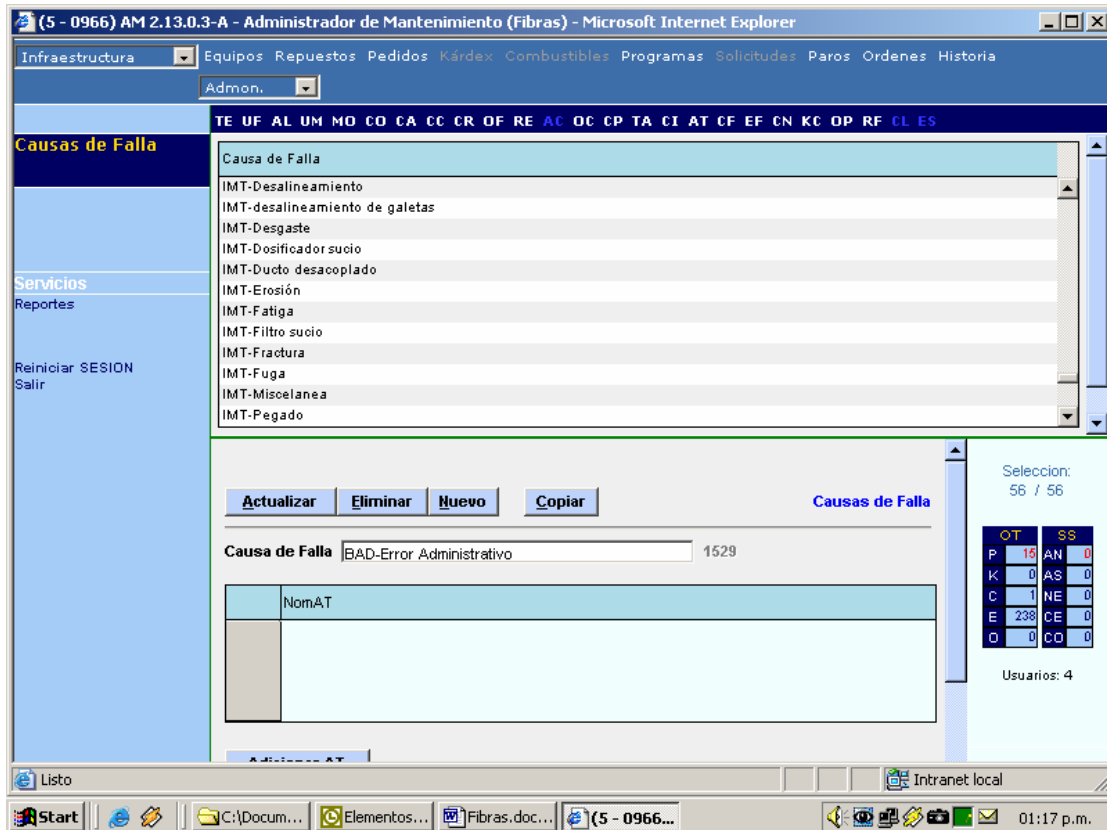 (5 - 0966) AM 2.13.0.3-A - Administrador de Mantenimiento (Fibras) - Microsoft Internet Explorer
Infraestructura Equipos Repuestos Pedidos Kárdex Combustibles Programas Solicitudes Paros Ordenes Historia
Admon.
TE UF AL UM MO CO CA CC CR OF RE AC OC CP TA CI AT CF EF CN KC OP RF CL ES
Causas de Falla
Causa de Falla
IMT-Desalineamiento
IMT-desalineamiento de galetas
IMT-Desgaste
IMT-Dosificador sucio
IMT-Ducto desacoplado
IMT-Erosión
IMT-Fatiga
IMT-Filtro sucio
IMT-Fractura
IMT-Fuga
IMT-Miscelanea
IMT-Pegado
Servicios
Reportes
Reiniciar SESION
Salir
Actualizar Eliminar Nuevo Copiar Causas de Falla
Causa de Falla BAD-Error Administrativo 1529
NomAT
Adicionar AT
Seleccion:
56 / 56
OT SS
P 15 AN 0
K 0 AS 0
C 1 NE 0
E 238 CE 0
O 0 CO 0
Usuarios: 4
Listo Intranet local
Start C:\Docum... Elementos... Fibras.doc... (5 - 0966... 01:17 p.m.